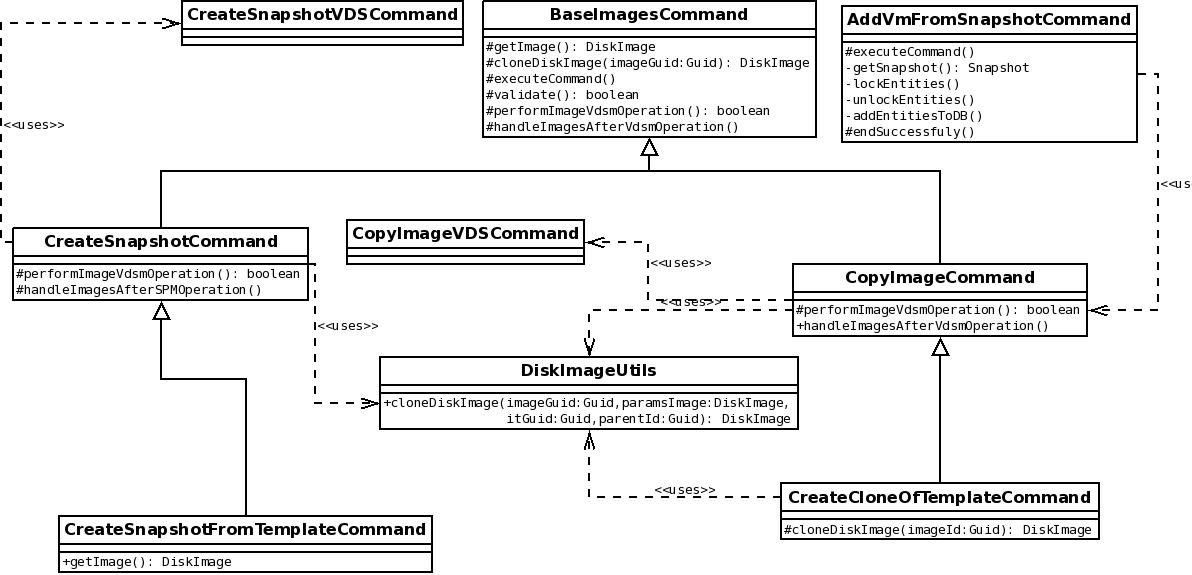 CreateSnapshotVDSCommand
BaseImagesCommand
#getImage(): DiskImage
#cloneDiskImage(imageGuid:Guid): DiskImage
#executeCommand()
#validate(): boolean
#performImageVdsmOperation(): boolean
#handleImagesAfterVdsmOperation()
AddVmFromSnapshotCommand
#executeCommand()
-getSnapshot(): Snapshot
-lockEntities()
-unlockEntities()
-addEntitiesToDB()
#endSuccessfuly()
<<uses>>
<<us
CreateSnapshotCommand
#performImageVdsmOperation(): boolean
#handleImagesAfterSPMOperation()
CopyImageVDSCommand
<<uses>>
<<uses>>
CopyImageCommand
#performImageVdsmOperation(): boolean
+handleImagesAfterVdsmOperation()
<<uses>>
DiskImageUtils
+cloneDiskImage(imageGuid:Guid,paramsImage:DiskImage,
itGuid:Guid,parentId:Guid): DiskImage
<<uses>>
CreateCloneOfTemplateCommand
#cloneDiskImage(imageId:Guid): DiskImage
CreateSnapshotFromTemplateCommand
+getImage(): DiskImage